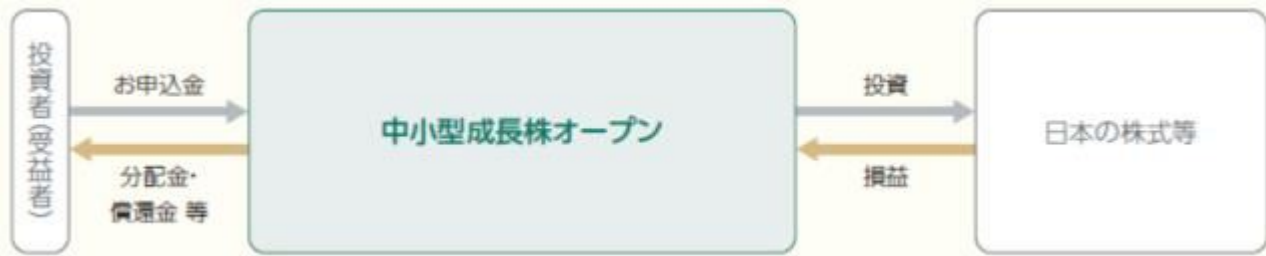 投資者(受益者)
お申込金
分配金・
償還金 等
中小型成長株オープン
投資
損益
日本の株式等